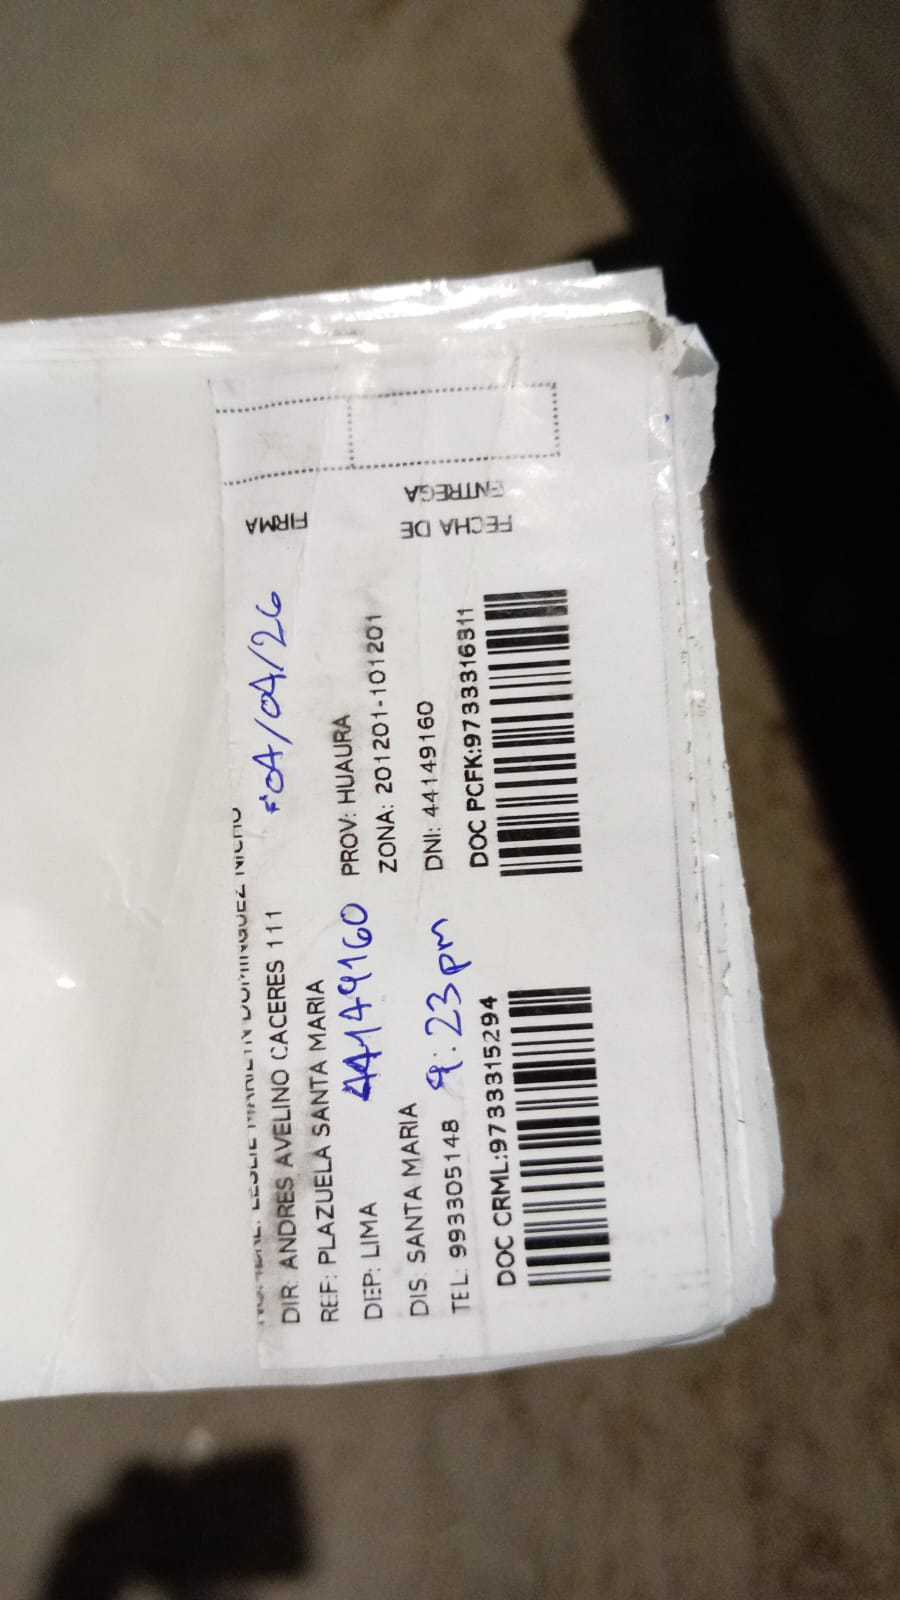 DOMINGUEZ
F: 04/04/26
DIR: ANDRES AVELINO CACERES 111
REF: PLAZUELA SANTA MARIA
DEP: LIMA 44149160 PROV: HUAURA
ZONA: 201201-101201
DIS: SANTA MARIA
TEL: 993305148 9:23pm DNI: 44149160
DOC CRML:9733315294 DOC PCFK:9733316311
FIRMA
FECHA DE
ENTREGA